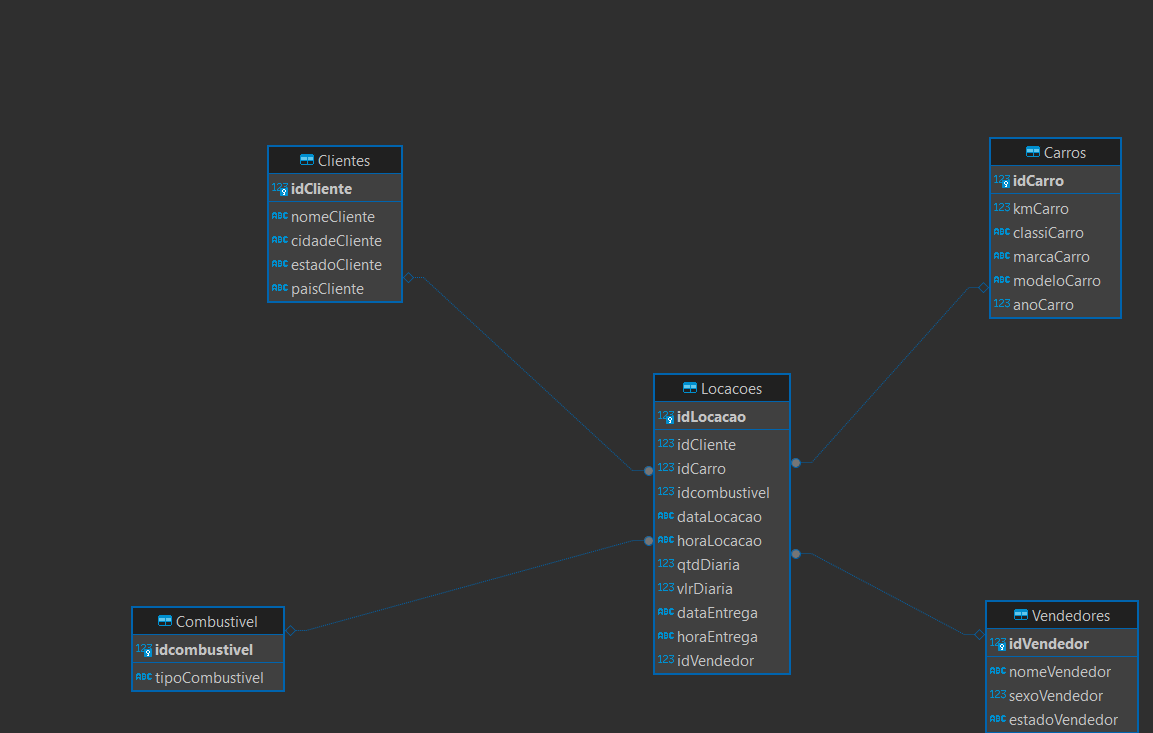 Clientes
123 idCliente
ABC nomeCliente
ABC cidadeCliente
ABC estadoCliente
ABC paisCliente
Carros
123 idCarro
123 kmCarro
ABC classiCarro
ABC marcaCarro
ABC modeloCarro
123 anoCarro
Locacoes
123 idLocacao
123 idCliente
123 idCarro
123 idcombustivel
ABC dataLocacao
ABC horaLocacao
123 qtdDiaria
123 vlrDiaria
ABC dataEntrega
ABC horaEntrega
123 idVendedor
Combustivel
123 idcombustivel
ABC tipoCombustivel
Vendedores
123 idVendedor
ABC nomeVendedor
123 sexoVendedor
ABC estadoVendedor